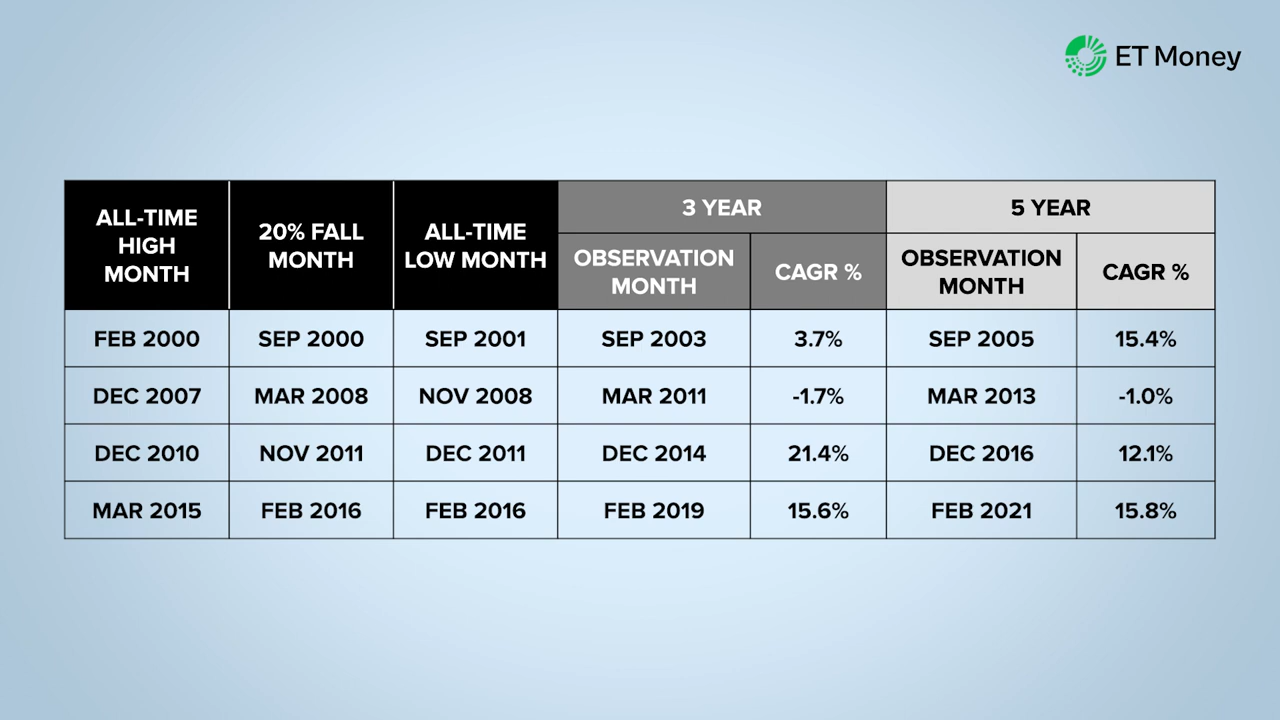 ET Money
ALL-TIME
HIGH
MONTH
20% FALL
MONTH
ALL-TIME
LOW MONTH
3 YEAR
5 YEAR
OBSERVATION
MONTH
CAGR %
OBSERVATION
MONTH
CAGR %
FEB 2000 SEP 2000 SEP 2001 SEP 2003 3.7% SEP 2005 15.4%
DEC 2007 MAR 2008 NOV 2008 MAR 2011 -1.7% MAR 2013 -1.0%
DEC 2010 NOV 2011 DEC 2011 DEC 2014 21.4% DEC 2016 12.1%
MAR 2015 FEB 2016 FEB 2016 FEB 2019 15.6% FEB 2021 15.8%